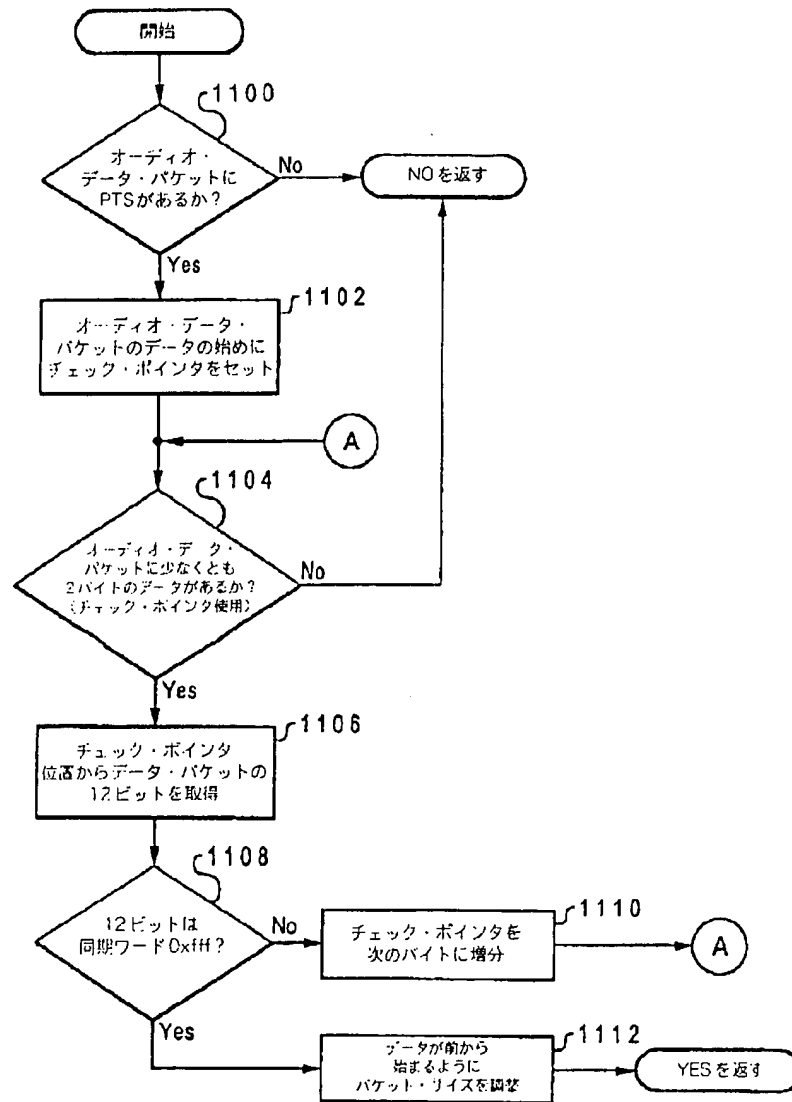 開始
1100
オーディオ・
データ・パケットに
PTSがあるか?
No
NOを返す
Yes
1102
オーディオ・データ・
パケットのデータの始めに
チェック・ポインタをセット
A
1104
オーディオ・データ・
パケットに少なくとも
2バイトのデータがあるか?
(チェック・ポインタ使用)
No
Yes
1106
チェック・ポインタ
位置からデータ・パケットの
12ビットを取得
1108
12ビットは
同期ワード0xfff?
No
1110
チェック・ポインタを
次のバイトに増分
A
Yes
1112
データが前から
始まるように
パケット・サイズを調整
YESを返す